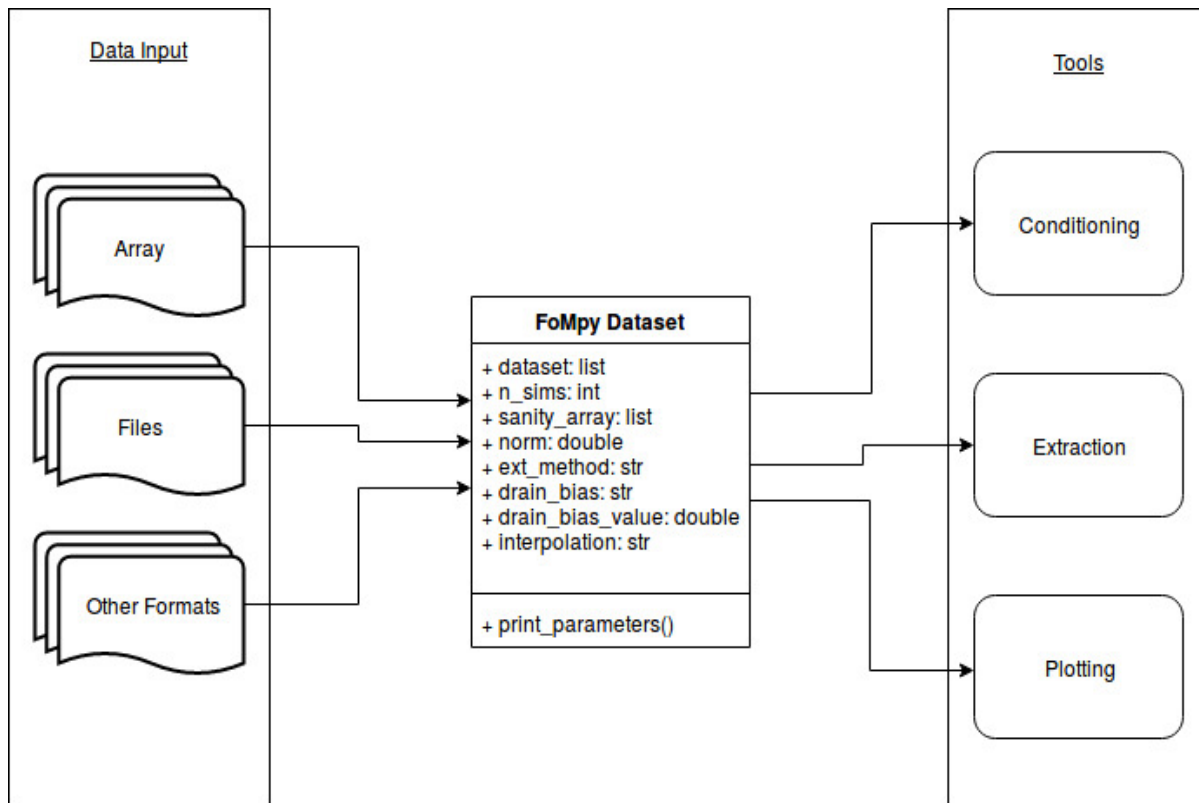 Data Input
Array
Files
Other Formats
FoMpy Dataset
+ dataset: list
+ n_sims: int
+ sanity_array: list
+ norm: double
+ ext_method: str
+ drain_bias: str
+ drain_bias_value: double
+ interpolation: str
+ print_parameters()
Tools
Conditioning
Extraction
Plotting